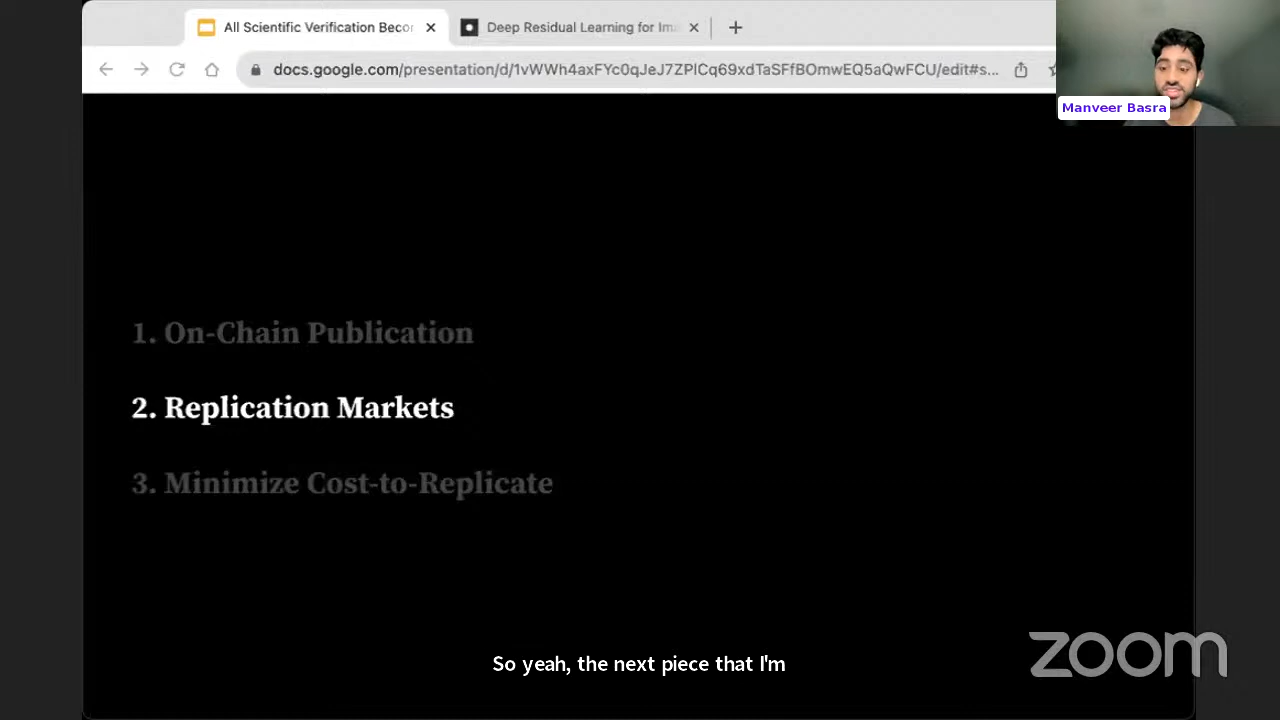 All Scientific Verification Becor
Deep Residual Learning for Ima
docs.google.com/presentation/d/1vWWh4axFYc0qJeJ7ZPlCq69xdTaSFfBOmwEQ5aQwFCU/edit#s...
Manveer Basra
1. On-Chain Publication
2. Replication Markets
3. Minimize Cost-to-Replicate
So yeah, the next piece that I'm
zoom